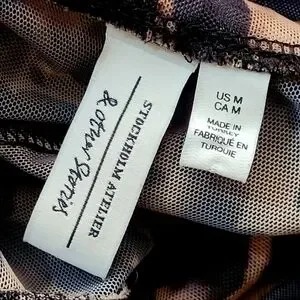 & other Stories
STOCKHOLM ATELIER
US M
CA M
MADE IN
TURKEY
FABRIQUÉ EN
TURQUIE